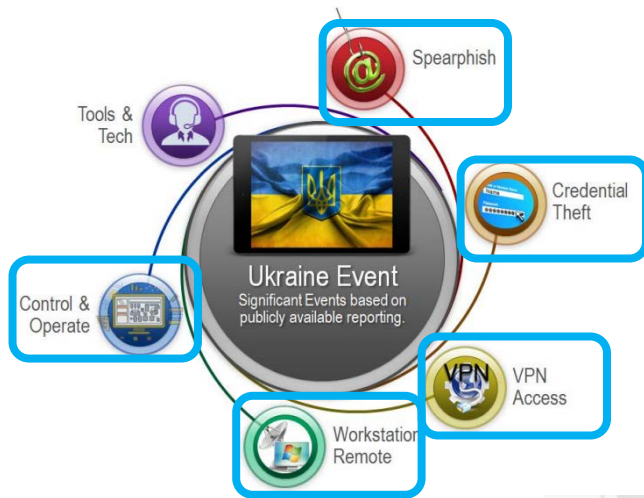 Spearphish
Tools &
Tech
Credential
Theft
Ukraine Event
Significant Events based on
publicly available reporting.
Control &
Operate
VPN
VPN
Access
Workstation
Remote